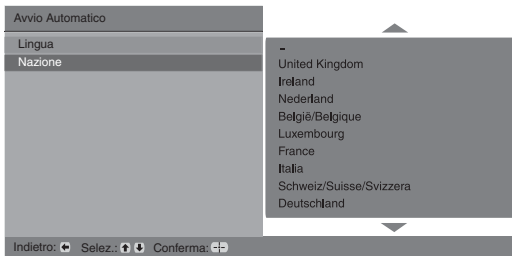 Avvio Automatico
Lingua
Nazione
-
United Kingdom
Ireland
Nederland
België/Belgique
Luxembourg
France
Italia
Schweiz/Suisse/Svizzera
Deutschland
Indietro: Selez.: Conferma: